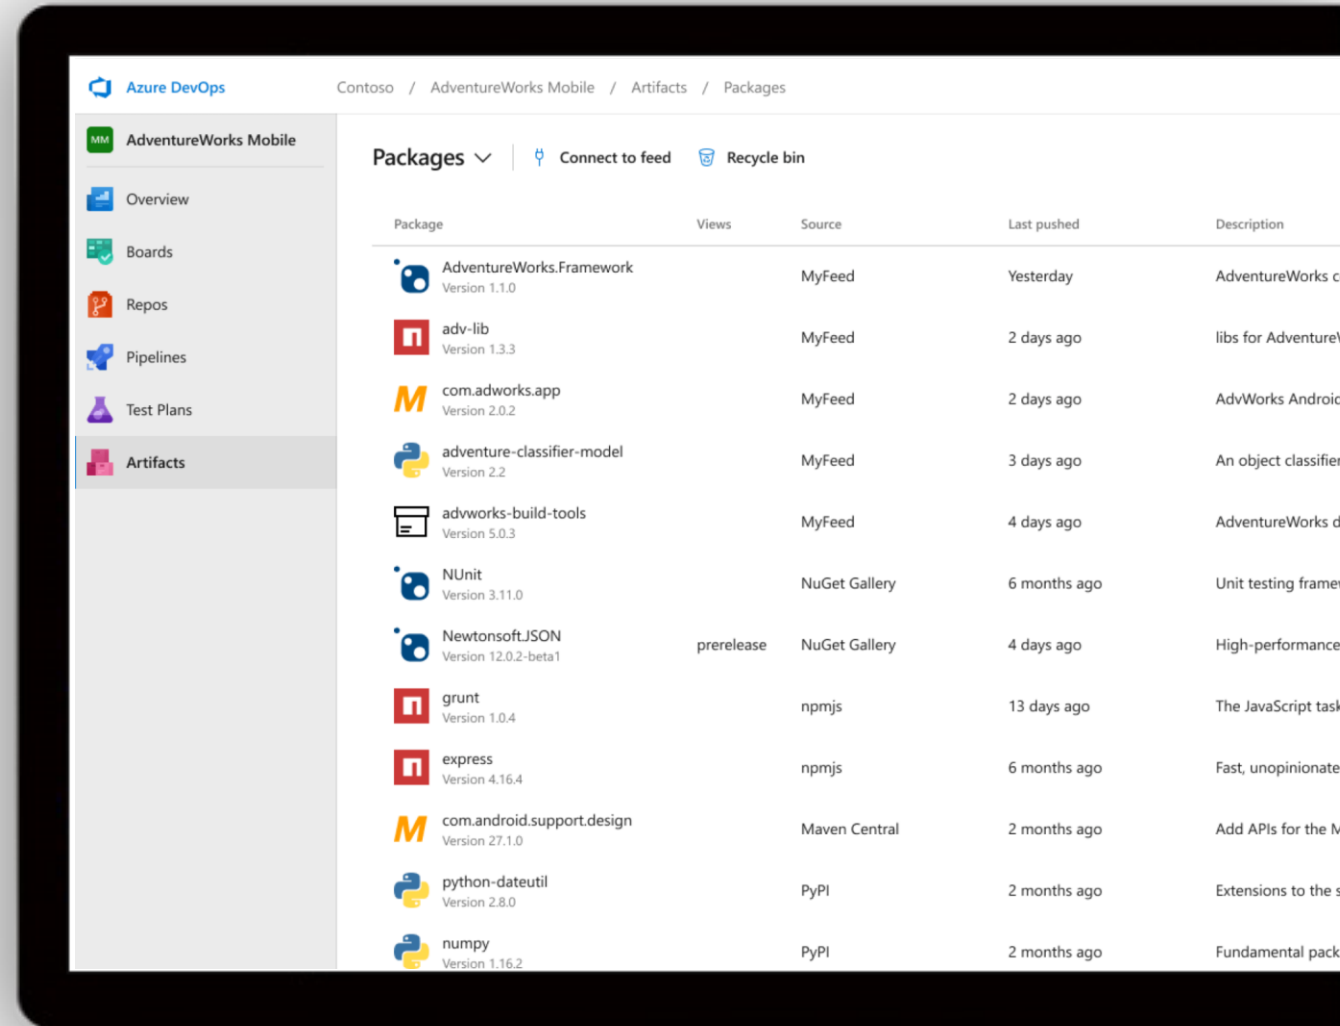 Azure DevOps
Contoso / AdventureWorks Mobile / Artifacts / Packages
MM AdventureWorks Mobile
Overview
Boards
Repos
Pipelines
Test Plans
Artifacts
Packages Connect to feed Recycle bin
Package Views Source Last pushed Description
AdventureWorks.Framework
Version 1.1.0
MyFeed Yesterday AdventureWorks
adv-lib
Version 1.3.3
MyFeed 2 days ago libs for
com.adworks.app
Version 2.0.2
MyFeed 2 days ago AdvWorks
adventure-classifier-model
Version 2.2
MyFeed 3 days ago An object classifier
advworks-build-tools
Version 5.0.3
MyFeed 4 days ago AdventureWorks
NUnit
Version 3.11.0
NuGet Gallery 6 months ago Unit testing
Newtonsoft.JSON
Version 12.0.2-beta1
prerelease NuGet Gallery 4 days ago High-performance
grunt
Version 1.0.4
npmjs 13 days ago The JavaScript
express
Version 4.16.4
npmjs 6 months ago Fast,
com.android.support.design
Version 27.1.0
Maven Central 2 months ago Add APIs for the
python-dateutil
Version 2.8.0
PyPI 2 months ago Extensions to the
numpy
Version 1.16.2
PyPI 2 months ago Fundamental